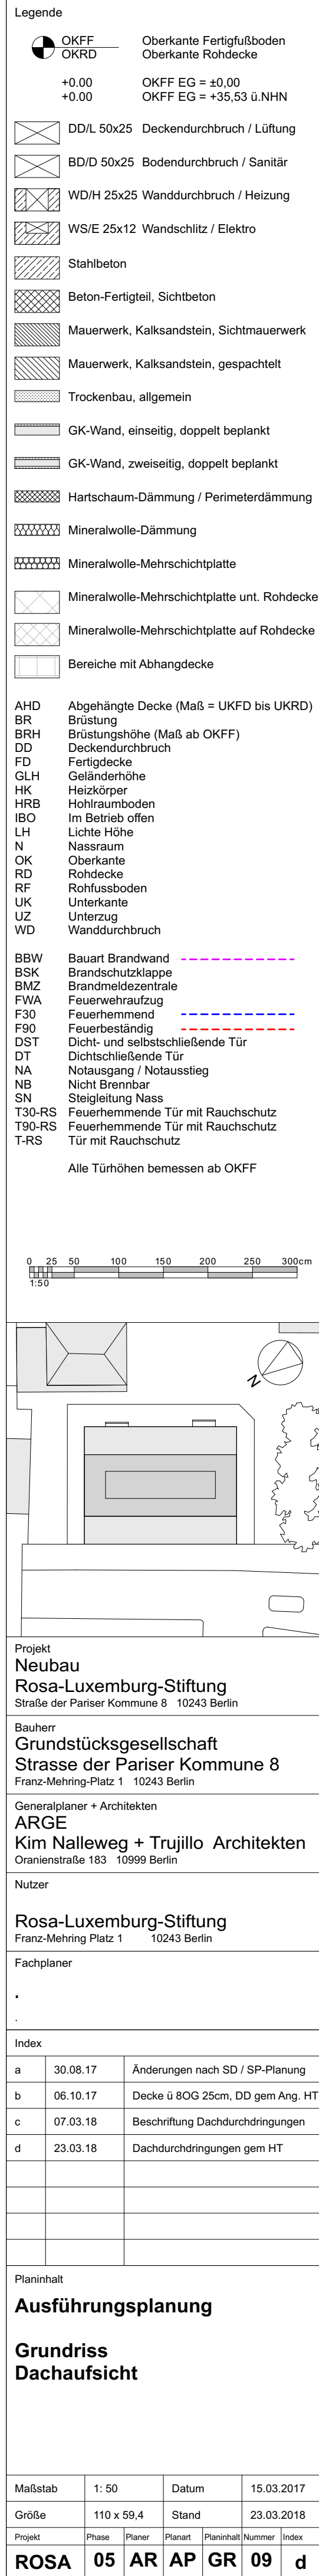 Legende
OKFF Oberkante Fertigfußboden
OKRD Oberkante Rohdecke
+0.00 OKFF EG = ±0,00
+0.00 OKFF EG = +35,53 ü.NHN
DD/L 50x25 Deckendurchbruch / Lüftung
BD/D 50x25 Bodendurchbruch / Sanitär
WD/H 25x25 Wanddurchbruch / Heizung
WS/E 25x12 Wandschlitz / Elektro
Stahlbeton
Beton-Fertigteil, Sichtbeton
Mauerwerk, Kalksandstein, Sichtmauerwerk
Mauerwerk, Kalksandstein, gespachtelt
Trockenbau, allgemein
GK-Wand, einseitig, doppelt beplankt
GK-Wand, zweiseitig, doppelt beplankt
Hartschaum-Dämmung / Perimeterdämmung
Mineralwolle-Dämmung
Mineralwolle-Mehrschichtplatte
Mineralwolle-Mehrschichtplatte unt. Rohdecke
Mineralwolle-Mehrschichtplatte auf Rohdecke
Bereiche mit Abhangdecke
AHD Abgehängte Decke (Maß = UKFD bis UKRD)
BR Brüstung
BRH Brüstungshöhe (Maß ab OKFF)
DD Deckendurchbruch
FD Fertigdecke
GLH Geländerhöhe
HK Heizkörper
HRB Hohlraumboden
IBO Im Betrieb offen
LH Lichte Höhe
N Nassraum
OK Oberkante
RD Rohdecke
RF Rohfussboden
UK Unterkante
UZ Unterzug
WD Wanddurchbruch
BBW Bauart Brandwand
BSK Brandschutzklappe
BMZ Brandmeldezentrale
FWA Feuerwehraufzug
F30 Feuerhemmend
F90 Feuerbeständig
DST Dicht- und selbstschließende Tür
DT Dichtschließende Tür
NA Notausgang / Notausstieg
NB Nicht Brennbar
SN Steigleitung Nass
T30-RS Feuerhemmende Tür mit Rauchschutz
T90-RS Feuerhemmende Tür mit Rauchschutz
T-RS Tür mit Rauchschutz
Alle Türhöhen bemessen ab OKFF
0 25 50 100 150 200 250 300cm
1:50
N
Projekt
Neubau
Rosa-Luxemburg-Stiftung
Straße der Pariser Kommune 8 10243 Berlin
Bauherr
Grundstücksgesellschaft
Strasse der Pariser Kommune 8
Franz-Mehring-Platz 1 10243 Berlin
Generalplaner + Architekten
ARGE
Kim Nalleweg + Trujillo Architekten
Oranienstraße 183 10999 Berlin
Nutzer
Rosa-Luxemburg-Stiftung
Franz-Mehring Platz 1 10243 Berlin
Fachplaner
.
.
Index
a 30.08.17 Änderungen nach SD / SP-Planung
b 06.10.17 Decke ü 8OG 25cm, DD gem Ang. HT
c 07.03.18 Beschriftung Dachdurchdringungen
d 23.03.18 Dachdurchdringungen gem HT
Planinhalt
Ausführungsplanung
Grundriss
Dachaufsicht
Maßstab 1: 50 Datum 15.03.2017
Größe 110 x 59,4 Stand 23.03.2018
Projekt Phase Planer Planart Planinhalt Nummer Index
ROSA 05 AR AP GR 09 d